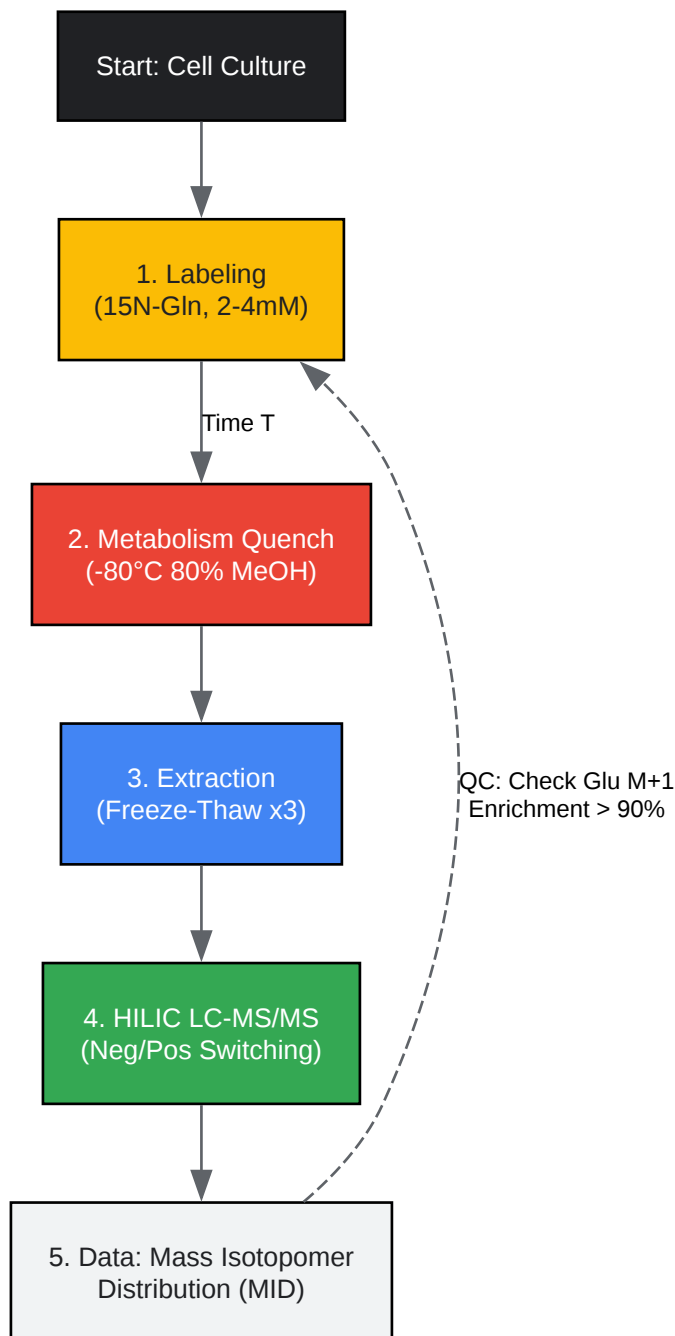 Start: Cell Culture
1. Labeling
(15N-Gln, 2-4mM)
Time T
2. Metabolism Quench
(-80°C 80% MeOH)
3. Extraction
(Freeze-Thaw x3)
QC: Check Glu M+1
Enrichment > 90%
4. HILIC LC-MS/MS
(Neg/Pos Switching)
5. Data: Mass Isotopomer
Distribution (MID)